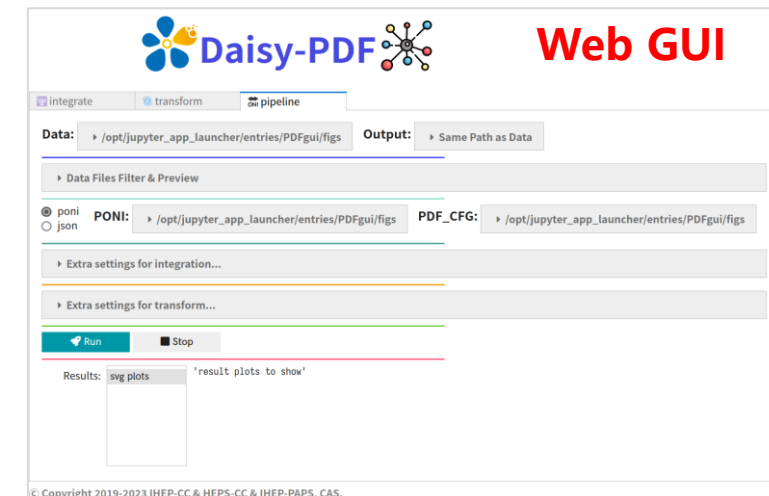 Daisy-PDF
Web GUI
integrate transform pipeline
Data: /opt/jupyter_app_launcher/entries/PDFgui/figs Output: Same Path as Data
Data Files Filter & Preview
poni
json
PONI: /opt/jupyter_app_launcher/entries/PDFgui/figs PDF_CFG: /opt/jupyter_app_launcher/entries/PDFgui/figs
Extra settings for integration...
Extra settings for transform...
Run Stop
Results: svg plots 'result plots to show'
© Copyright 2019-2023 IHEP-CC & HEPS-CC & IHEP-PAPS, CAS.